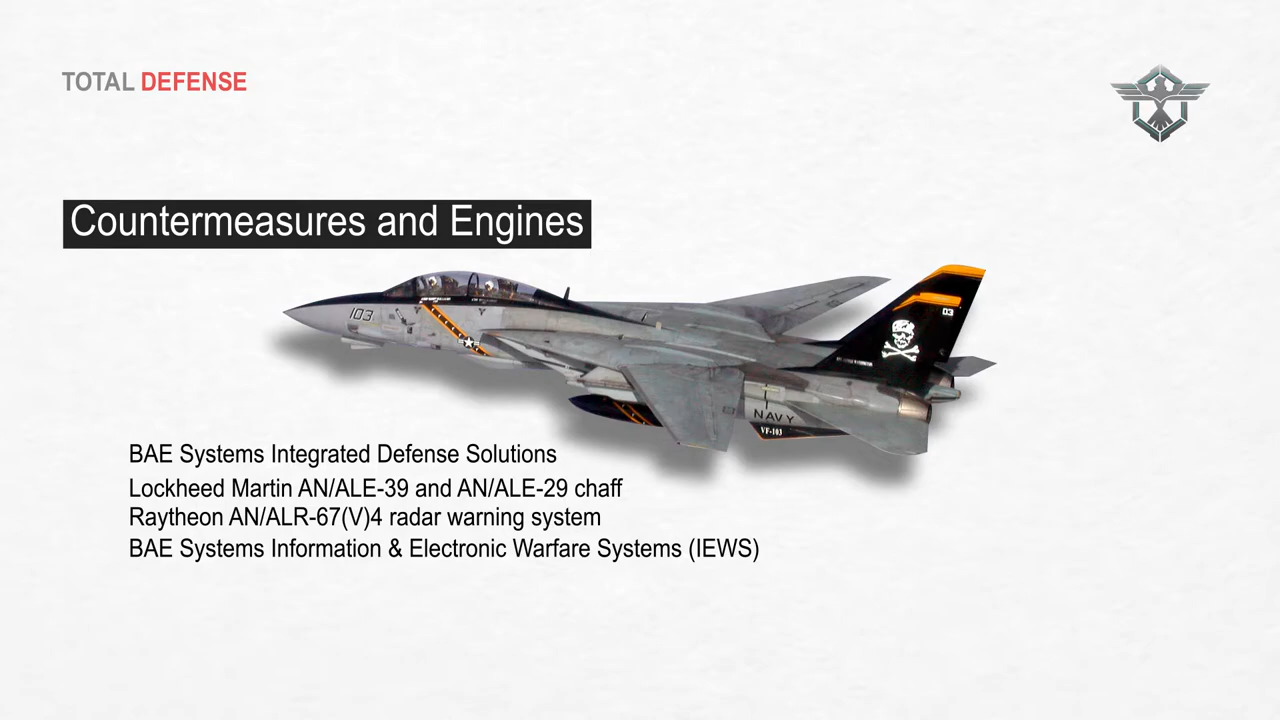 TOTAL DEFENSE
Countermeasures and Engines
103
03
NAVY
VF-103
BAE Systems Integrated Defense Solutions
Lockheed Martin AN/ALE-39 and AN/ALE-29 chaff
Raytheon AN/ALR-67(V)4 radar warning system
BAE Systems Information & Electronic Warfare Systems (IEWS)